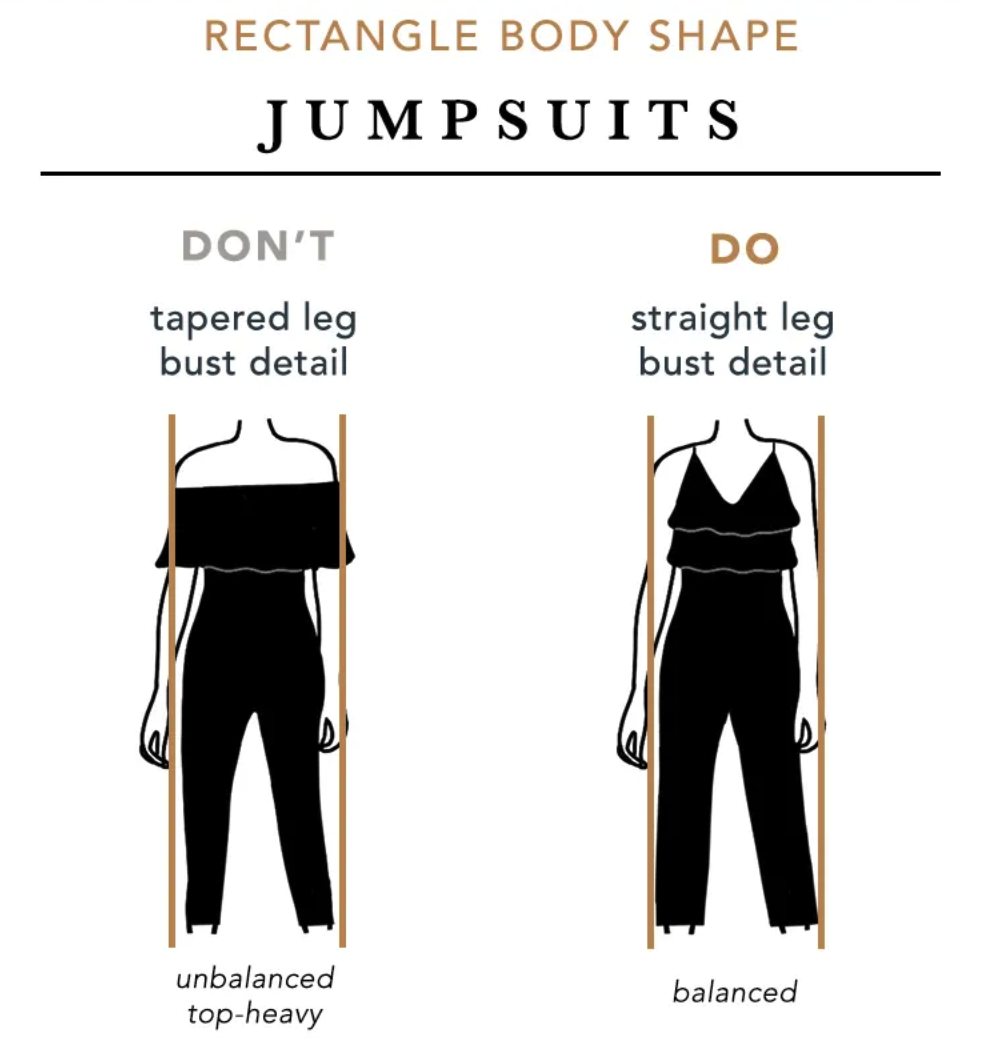 RECTANGLE BODY SHAPE
JUMPSUITS
DON'T
tapered leg
bust detail
unbalanced
top-heavy
DO
straight leg
bust detail
balanced